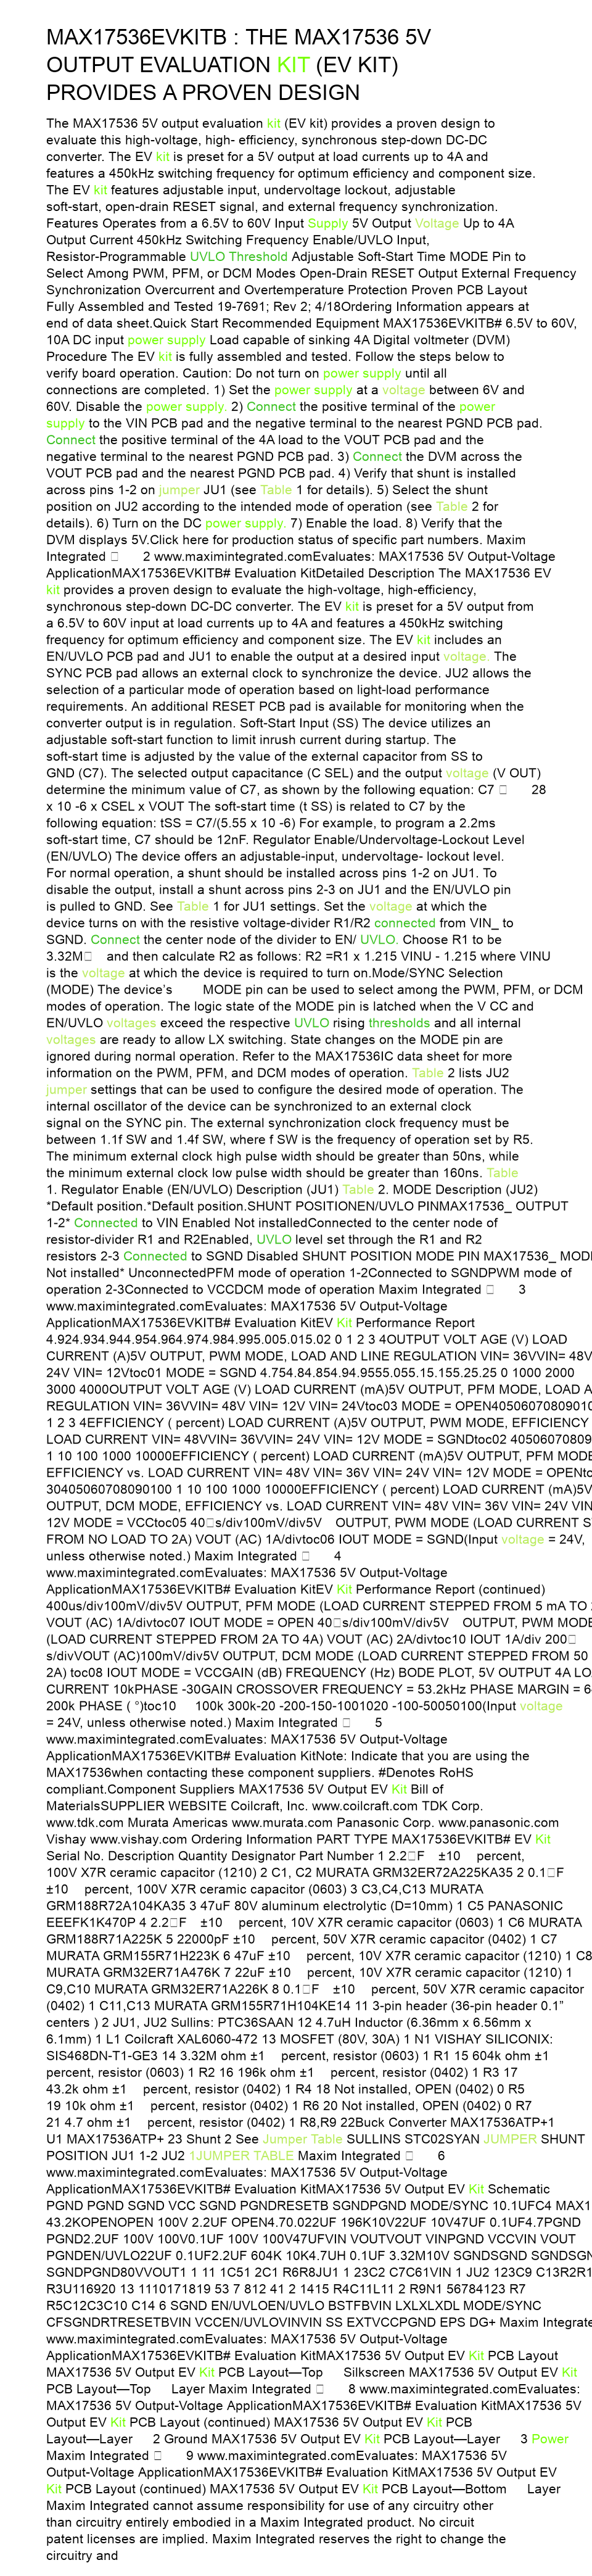 MAX17536EVKITB : THE MAX17536 5V
OUTPUT EVALUATION KIT (EV KIT)
PROVIDES A PROVEN DESIGN
The MAX17536 5V output evaluation kit (EV kit) provides a proven design to
evaluate this high-voltage, high- efficiency, synchronous step-down DC-DC
converter. The EV kit is preset for a 5V output at load currents up to 4A and
features a 450kHz switching frequency for optimum efficiency and component size.
The EV kit features adjustable input, undervoltage lockout, adjustable
soft-start, open-drain RESET signal, and external frequency synchronization.
Features Operates from a 6.5V to 60V Input Supply 5V Output Voltage Up to 4A
Output Current 450kHz Switching Frequency Enable/UVLO Input,
Resistor-Programmable UVLO Threshold Adjustable Soft-Start Time MODE Pin to
Select Among PWM, PFM, or DCM Modes Open-Drain RESET Output External Frequency
Synchronization Overcurrent and Overtemperature Protection Proven PCB Layout
Fully Assembled and Tested 19-7691; Rev 2; 4/18Ordering Information appears at
end of data sheet.Quick Start Recommended Equipment MAX17536EVKITB# 6.5V to 60V,
10A DC input power supply Load capable of sinking 4A Digital voltmeter (DVM)
Procedure The EV kit is fully assembled and tested. Follow the steps below to
verify board operation. Caution: Do not turn on power supply until all
connections are completed. 1) Set the power supply at a voltage between 6V and
60V. Disable the power supply. 2) Connect the positive terminal of the power
supply to the VIN PCB pad and the negative terminal to the nearest PGND PCB pad.
Connect the positive terminal of the 4A load to the VOUT PCB pad and the
negative terminal to the nearest PGND PCB pad. 3) Connect the DVM across the
VOUT PCB pad and the nearest PGND PCB pad. 4) Verify that shunt is installed
across pins 1-2 on jumper JU1 (see Table 1 for details). 5) Select the shunt
position on JU2 according to the intended mode of operation (see Table 2 for
details). 6) Turn on the DC power supply. 7) Enable the load. 8) Verify that the
DVM displays 5V.Click here for production status of specific part numbers. Maxim
Integrated □ 2 www.maximintegrated.comEvaluates: MAX17536 5V Output-Voltage
ApplicationMAX17536EVKITB# Evaluation KitDetailed Description The MAX17536 EV
kit provides a proven design to evaluate the high-voltage, high-efficiency,
synchronous step-down DC-DC converter. The EV kit is preset for a 5V output from
a 6.5V to 60V input at load currents up to 4A and features a 450kHz switching
frequency for optimum efficiency and component size. The EV kit includes an
EN/UVLO PCB pad and JU1 to enable the output at a desired input voltage. The
SYNC PCB pad allows an external clock to synchronize the device. JU2 allows the
selection of a particular mode of operation based on light-load performance
requirements. An additional RESET PCB pad is available for monitoring when the
converter output is in regulation. Soft-Start Input (SS) The device utilizes an
adjustable soft-start function to limit inrush current during startup. The
soft-start time is adjusted by the value of the external capacitor from SS to
GND (C7). The selected output capacitance (C SEL) and the output voltage (V OUT)
determine the minimum value of C7, as shown by the following equation: C7 □ 28
x 10 -6 x CSEL x VOUT The soft-start time (t SS) is related to C7 by the
following equation: tSS = C7/(5.55 x 10 -6) For example, to program a 2.2ms
soft-start time, C7 should be 12nF. Regulator Enable/Undervoltage-Lockout Level
(EN/UVLO) The device offers an adjustable-input, undervoltage- lockout level.
For normal operation, a shunt should be installed across pins 1-2 on JU1. To
disable the output, install a shunt across pins 2-3 on JU1 and the EN/UVLO pin
is pulled to GND. See Table 1 for JU1 settings. Set the voltage at which the
device turns on with the resistive voltage-divider R1/R2 connected from VIN_ to
SGND. Connect the center node of the divider to EN/ UVLO. Choose R1 to be
3.32M□ and then calculate R2 as follows: R2 =R1 x 1.215 VINU - 1.215 where VINU
is the voltage at which the device is required to turn on.Mode/SYNC Selection
(MODE) The device's MODE pin can be used to select among the PWM, PFM, or DCM
modes of operation. The logic state of the MODE pin is latched when the V CC and
EN/UVLO voltages exceed the respective UVLO rising thresholds and all internal
voltages are ready to allow LX switching. State changes on the MODE pin are
ignored during normal operation. Refer to the MAX17536IC data sheet for more
information on the PWM, PFM, and DCM modes of operation. Table 2 lists JU2
jumper settings that can be used to configure the desired mode of operation. The
internal oscillator of the device can be synchronized to an external clock
signal on the SYNC pin. The external synchronization clock frequency must be
between 1.1f SW and 1.4f SW, where f SW is the frequency of operation set by R5.
The minimum external clock high pulse width should be greater than 50ns, while
the minimum external clock low pulse width should be greater than 160ns. Table
1. Regulator Enable (EN/UVLO) Description (JU1) Table 2. MODE Description (JU2)
*Default position.*Default position.SHUNT POSITIONEN/UVLO PINMAX17536_ OUTPUT
1-2* Connected to VIN Enabled Not installedConnected to the center node of
resistor-divider R1 and R2Enabled, UVLO level set through the R1 and R2
resistors 2-3 Connected to SGND Disabled SHUNT POSITION MODE PIN MAX17536_ MODE
Not installed* UnconnectedPFM mode of operation 1-2Connected to SGNDPWM mode of
operation 2-3Connected to VCCDCM mode of operation Maxim Integrated □ 3
www.maximintegrated.comEvaluates: MAX17536 5V Output-Voltage
ApplicationMAX17536EVKITB# Evaluation KitEV Kit Performance Report
4.924.934.944.954.964.974.984.995.005.015.02 0 1 2 3 4OUTPUT VOLT AGE (V) LOAD
CURRENT (A)5V OUTPUT, PWM MODE, LOAD AND LINE REGULATION VIN= 36VVIN= 48V
24V VIN= 12Vtoc01 MODE = SGND 4.754.84.854.94.9555.055.15.155.25.25 0 1000 2000
3000 4000OUTPUT VOLT AGE (V) LOAD CURRENT (mA)5V OUTPUT, PFM MODE, LOAD A
REGULATION VIN= 36VVIN= 48V VIN= 12V VIN= 24Vtoc03 MODE = OPEN40506070809010
1 2 3 4EFFICIENCY ( percent) LOAD CURRENT (A)5V OUTPUT, PWM MODE, EFFICIENCY
LOAD CURRENT VIN= 48VVIN= 36VVIN= 24V VIN= 12V MODE = SGNDtoc02 40506070809
1 10 100 1000 10000EFFICIENCY ( percent) LOAD CURRENT (mA)5V OUTPUT, PFM MODE
EFFICIENCY vs. LOAD CURRENT VIN= 48V VIN= 36V VIN= 24V VIN= 12V MODE = OPENtc
30405060708090100 1 10 100 1000 10000EFFICIENCY ( percent) LOAD CURRENT (mA)5V
OUTPUT, DCM MODE, EFFICIENCY vs. LOAD CURRENT VIN= 48V VIN= 36V VIN= 24V VIN
12V MODE = VCCtoc05 40□s/div100mV/div5V OUTPUT, PWM MODE (LOAD CURRENT S
FROM NO LOAD TO 2A) VOUT (AC) 1A/divtoc06 IOUT MODE = SGND(Input voltage = 24V,
unless otherwise noted.) Maxim Integrated □ 4
www.maximintegrated.comEvaluates: MAX17536 5V Output-Voltage
ApplicationMAX17536EVKITB# Evaluation KitEV Kit Performance Report (continued)
400us/div100mV/div5V OUTPUT, PFM MODE (LOAD CURRENT STEPPED FROM 5 mA TO
VOUT (AC) 1A/divtoc07 IOUT MODE = OPEN 40□s/div100mV/div5V OUTPUT, PWM MODE
(LOAD CURRENT STEPPED FROM 2A TO 4A) VOUT (AC) 2A/divtoc10 IOUT 1A/div 200□
s/divVOUT (AC)100mV/div5V OUTPUT, DCM MODE (LOAD CURRENT STEPPED FROM 50
2A) toc08 IOUT MODE = VCCGAIN (dB) FREQUENCY (Hz) BODE PLOT, 5V OUTPUT 4A LO
CURRENT 10kPHASE -30GAIN CROSSOVER FREQUENCY = 53.2kHz PHASE MARGIN = 6
200k PHASE ( °)toc10 100k 300k-20 -200-150-1001020 -100-50050100(Input voltage
= 24V, unless otherwise noted.) Maxim Integrated □ 5
www.maximintegrated.comEvaluates: MAX17536 5V Output-Voltage
ApplicationMAX17536EVKITB# Evaluation KitNote: Indicate that you are using the
MAX17536when contacting these component suppliers. #Denotes RoHS
compliant.Component Suppliers MAX17536 5V Output EV Kit Bill of
MaterialsSUPPLIER WEBSITE Coilcraft, Inc. www.coilcraft.com TDK Corp.
www.tdk.com Murata Americas www.murata.com Panasonic Corp. www.panasonic.com
Vishay www.vishay.com Ordering Information PART TYPE MAX17536EVKITB# EV Kit
Serial No. Description Quantity Designator Part Number 1 2.2□F ±10 percent,
100V X7R ceramic capacitor (1210) 2 C1, C2 MURATA GRM32ER72A225KA35 2 0.1□F
±10 percent, 100V X7R ceramic capacitor (0603) 3 C3,C4,C13 MURATA
GRM188R72A104KA35 3 47uF 80V aluminum electrolytic (D=10mm) 1 C5 PANASONIC
EEEFK1K470P 4 2.2□F ±10 percent, 10V X7R ceramic capacitor (0603) 1 C6 MURATA
GRM188R71A225K 5 22000pF ±10 percent, 50V X7R ceramic capacitor (0402) 1 C7
MURATA GRM155R71H223K 6 47uF ±10 percent, 10V X7R ceramic capacitor (1210) 1 C8
MURATA GRM32ER71A476K 7 22uF ±10 percent, 10V X7R ceramic capacitor (1210) 1
C9,C10 MURATA GRM32ER71A226K 8 0.1□F ±10 percent, 50V X7R ceramic capacitor
(0402) 1 C11,C13 MURATA GRM155R71H104KE14 11 3-pin header (36-pin header 0.1”
centers ) 2 JU1, JU2 Sullins: PTC36SAAN 12 4.7uH Inductor (6.36mm x 6.56mm x
6.1mm) 1 L1 Coilcraft XAL6060-472 13 MOSFET (80V, 30A) 1 N1 VISHAY SILICONIX:
SIS468DN-T1-GE3 14 3.32M ohm ±1 percent, resistor (0603) 1 R1 15 604k ohm ±1
percent, resistor (0603) 1 R2 16 196k ohm ±1 percent, resistor (0402) 1 R3 17
43.2k ohm ±1 percent, resistor (0402) 1 R4 18 Not installed, OPEN (0402) 0 R5
19 10k ohm ±1 percent, resistor (0402) 1 R6 20 Not installed, OPEN (0402) 0 R7
21 4.7 ohm ±1 percent, resistor (0402) 1 R8,R9 22Buck Converter MAX17536ATP+1
U1 MAX17536ATP+ 23 Shunt 2 See Jumper Table SULLINS STC02SYAN JUMPER SHUNT
POSITION JU1 1-2 JU2 1JUMPER TABLE Maxim Integrated □ 6
www.maximintegrated.comEvaluates: MAX17536 5V Output-Voltage
ApplicationMAX17536EVKITB# Evaluation KitMAX17536 5V Output EV Kit Schematic
PGND PGND SGND VCC SGND PGNDRESETB SGNDPGND MODE/SYNC 10.1UFC4 MAX1
43.2KOPENOPEN 100V 2.2UF OPEN4.70.022UF 196K10V22UF 10V47UF 0.1UF4.7PGND
PGND2.2UF 100V 100V0.1UF 100V 100V47UFVIN VOUTVOUT VINPGND VCCVIN VOUT
PGNDEN/UVLO22UF 0.1UF2.2UF 604K 10K4.7UH 0.1UF 3.32M10V SGNDSGND SGNDSGN
SGNDPGND80VVOUT1 1 11 1C51 2C1 R6R8JU1 1 23C2 C7C61VIN 1 JU2 123C9 C13R2R1
R3U116920 13 1110171819 53 7 812 41 2 1415 R4C11L11 2 R9N1 56784123 R7
R5C12C3C10 C14 6 SGND EN/UVLOEN/UVLO BSTFBVIN LXLXLXDL MODE/SYNC
CFSGNDRTRESETBVIN VCCEN/UVLOVINVIN SS EXTVCCPGND EPS DG+ Maxim Integrate
www.maximintegrated.comEvaluates: MAX17536 5V Output-Voltage
ApplicationMAX17536EVKITB# Evaluation KitMAX17536 5V Output EV Kit PCB Layout
MAX17536 5V Output EV Kit PCB Layout—Top Silkscreen MAX17536 5V Output EV Kit
PCB Layout—Top Layer Maxim Integrated □ 8 www.maximintegrated.comEvaluates:
MAX17536 5V Output-Voltage ApplicationMAX17536EVKITB# Evaluation KitMAX17536 5V
Output EV Kit PCB Layout (continued) MAX17536 5V Output EV Kit PCB
Layout—Layer 2 Ground MAX17536 5V Output EV Kit PCB Layout—Layer 3 Power
Maxim Integrated □ 9 www.maximintegrated.comEvaluates: MAX17536 5V
Output-Voltage ApplicationMAX17536EVKITB# Evaluation KitMAX17536 5V Output EV
Kit PCB Layout (continued) MAX17536 5V Output EV Kit PCB Layout—Bottom Layer
Maxim Integrated cannot assume responsibility for use of any circuitry other
than circuitry entirely embodied in a Maxim Integrated product. No circuit
patent licenses are implied. Maxim Integrated reserves the right to change the
circuitry and